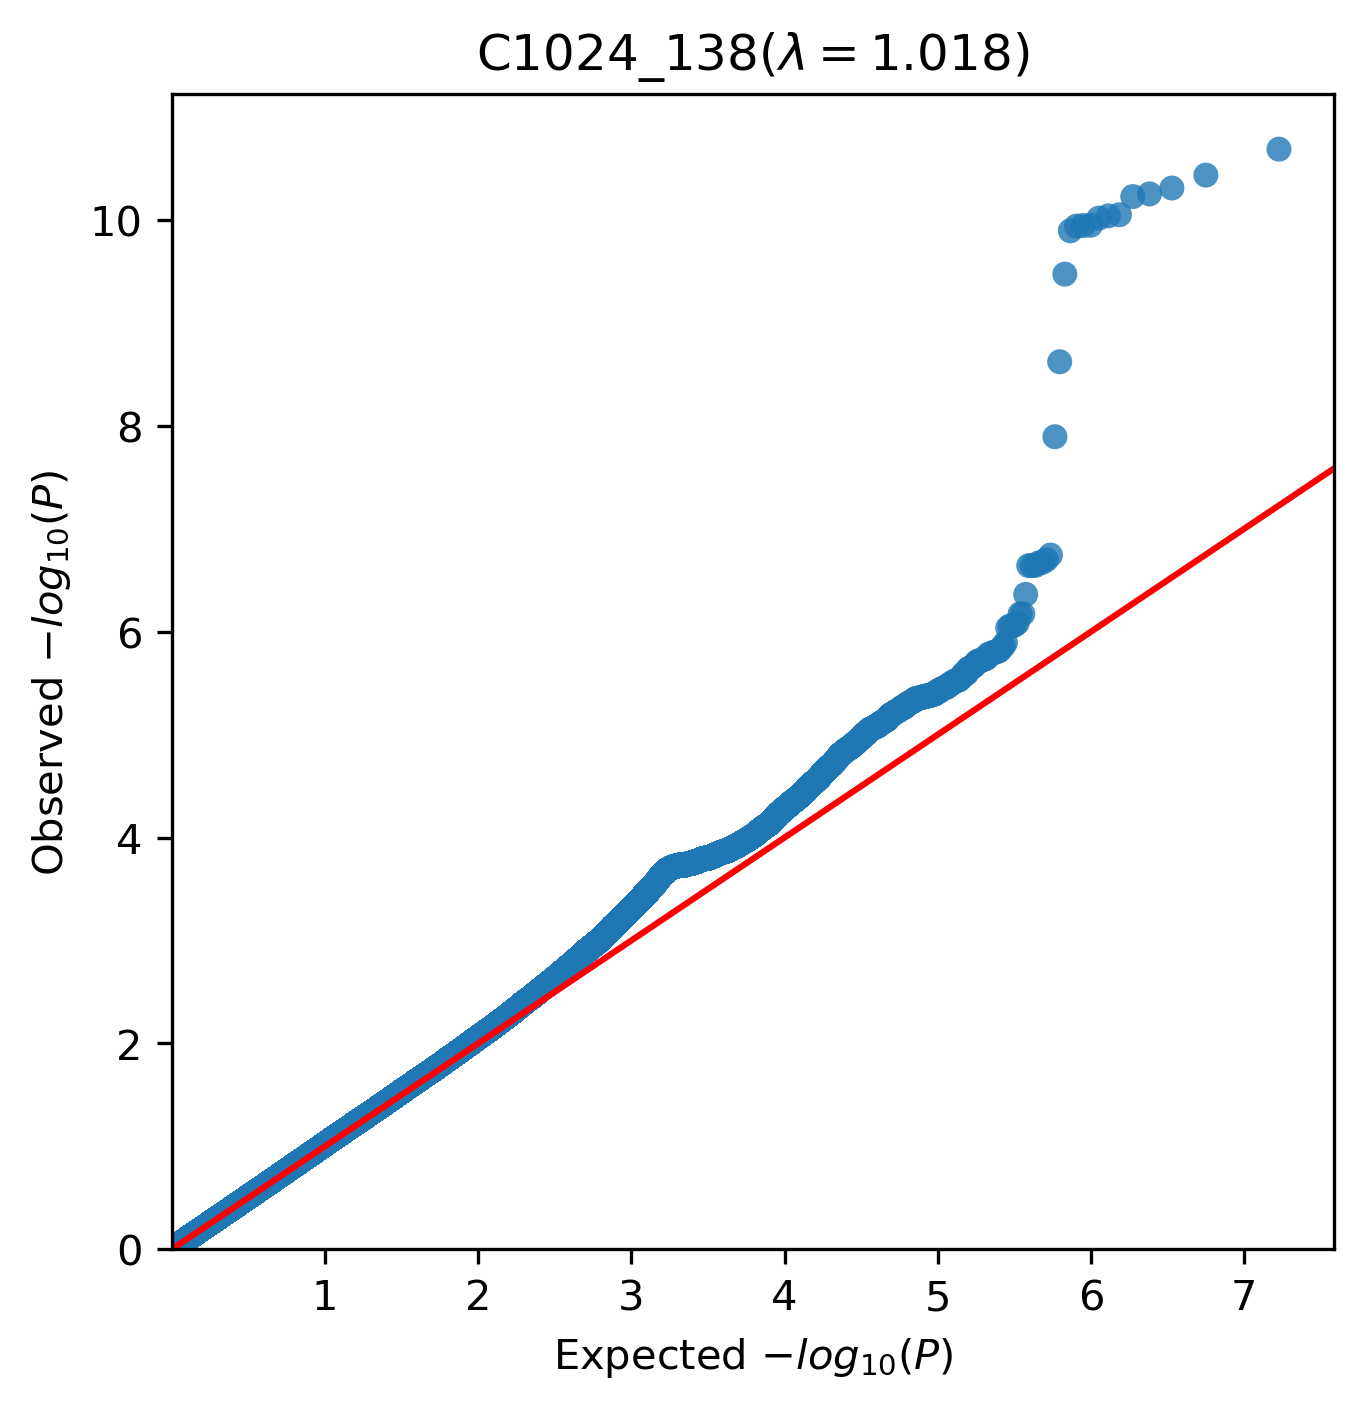 C1024_138(λ = 1.018)
Observed −log10(P)
10
8
6
4
2
0
1 2 3 4 5 6 7
Expected −log10(P)